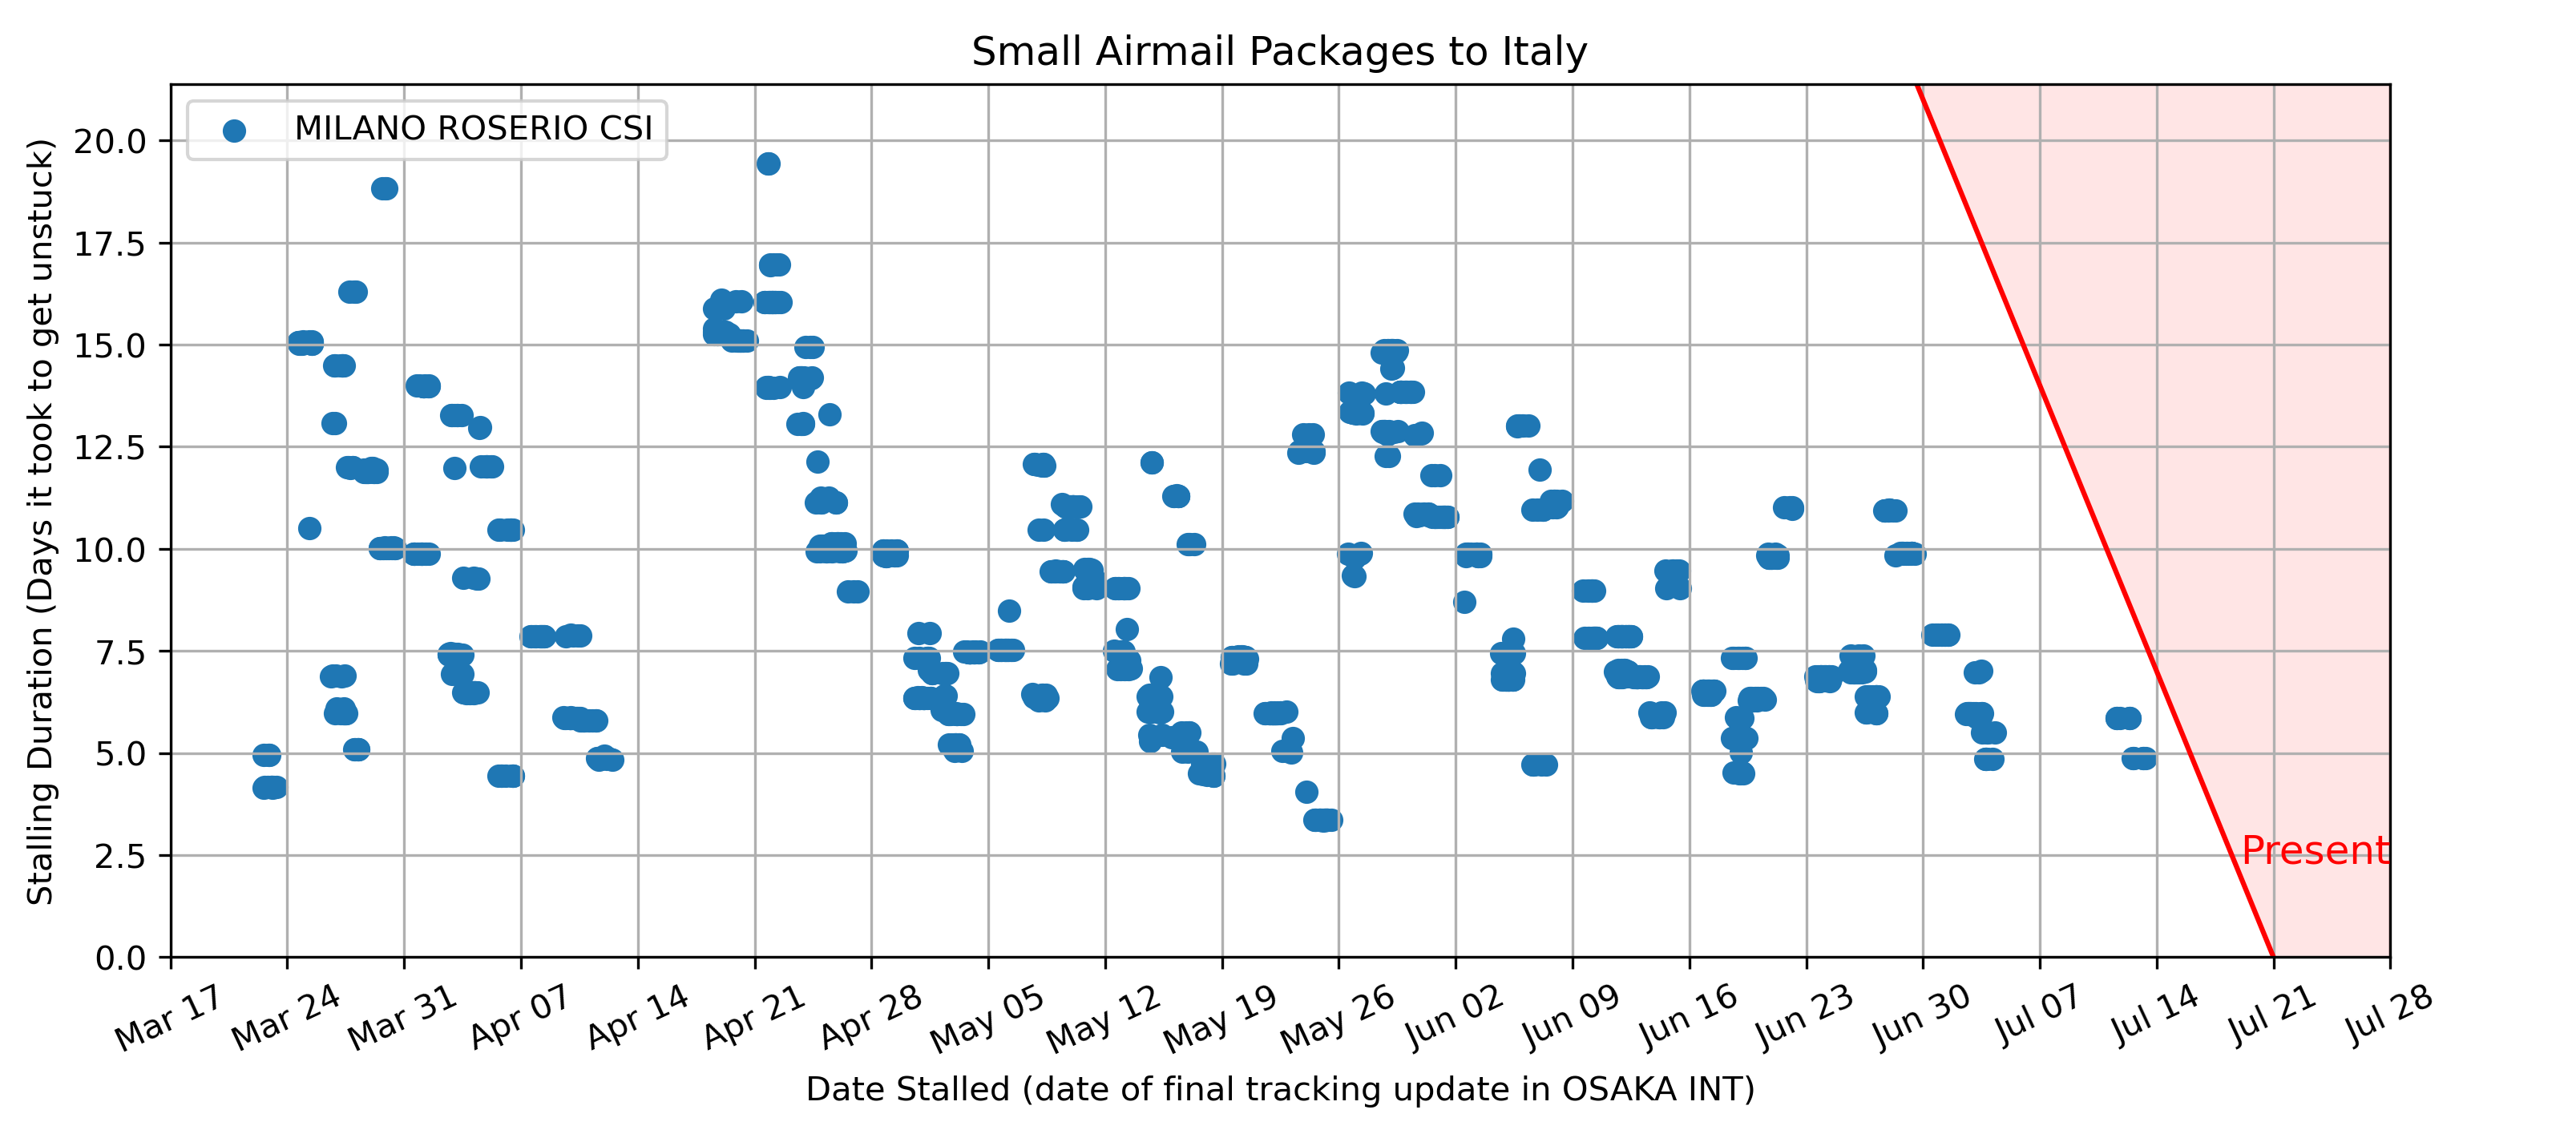 Small Airmail Packages to Italy
MILANO ROSERIO CSI
Stalling Duration (Days it took to get unstuck)
20.0
17.5
15.0
12.5
10.0
7.5
5.0
2.5
0.0
Present
Mar 17 Mar 24 Mar 31 Apr 07 Apr 14 Apr 21 Apr 28 May 05 May 12 May 19 May 26 Jun 02 Jun 09 Jun 16 Jun 23 Jun 30 Jul 07 Jul 14 Jul 21 Jul 28
Date Stalled (date of final tracking update in OSAKA INT)